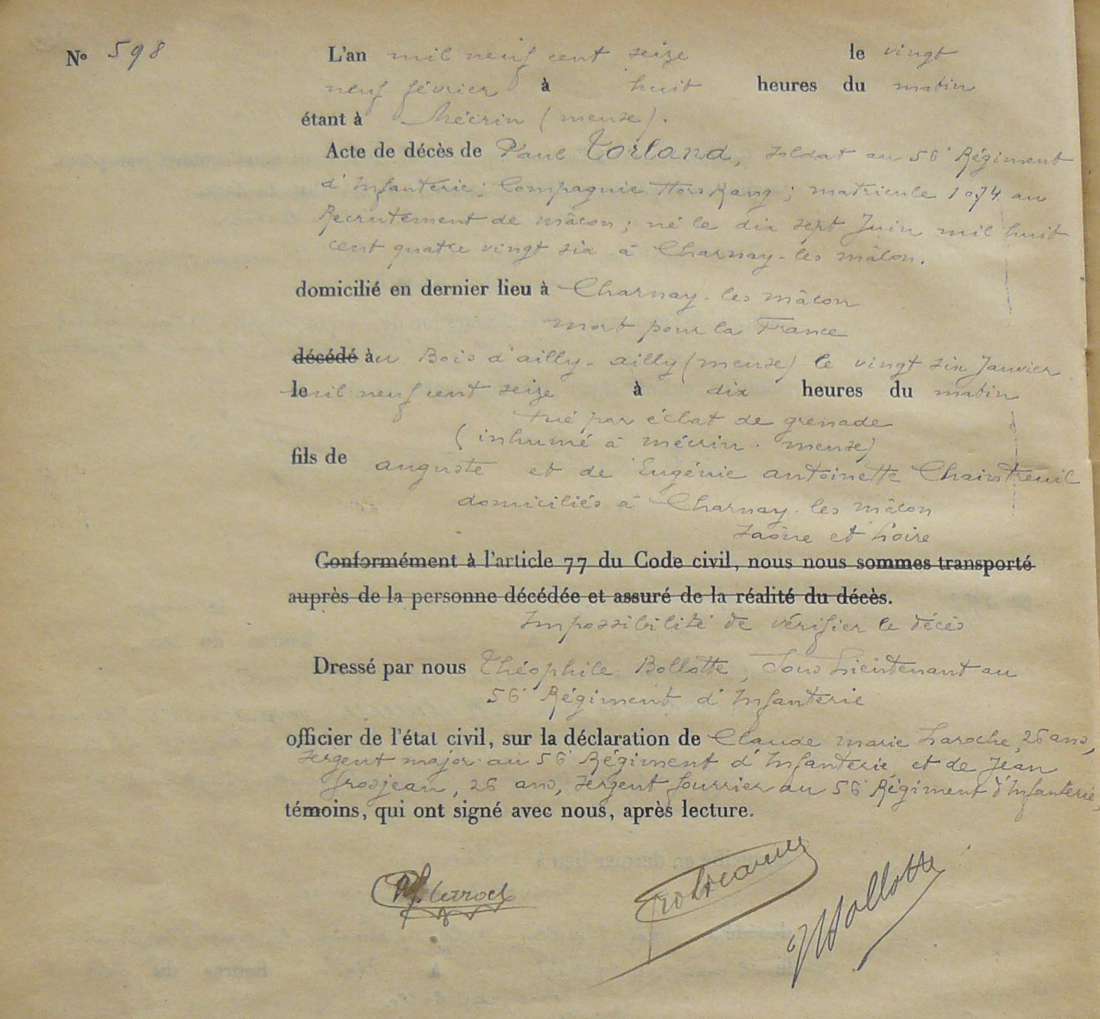 N° 598
L'an mil neuf cent seize le vingt
neuf février à huit heures du matin
étant à Mécrin (meuse).
Acte de décès de Paul Torland, soldat au 56e Régiment
d'Infanterie; Compagnie Hors Rang; matricule 1074 au
Recrutement de mâcon; né le dix sept Juin mil huit
cent quatre vingt six à Charnay-les mâcon.
domicilié en dernier lieu à Charnay-les mâcon
mort pour la France
décédé àu Bois d'ailly-ailly (meuse) le vingt six Janvier
le mil neuf cent seize à dix heures du matin
tué par éclat de grenade
(inhumé à mécrin. meuse)
fils de auguste et de Eugénie antoinette Chaintreuil
domiciliés à Charnay-les mâcon
Saône et Loire
Conformément à l'article 77 du Code civil, nous nous sommes transporté
auprès de la personne décédée et assuré de la réalité du décès.
Impossibilité de vérifier le décès
Dressé par nous Théophile Bollotte, Sous Lieutenant au
56e Régiment d'Infanterie
officier de l'état civil, sur la déclaration de Claude marie Laroche, 26 ans,
Sergent major au 56e Régiment d'Infanterie et de Jean
Grosjean, 26 ans, Sergent fourrier au 56e Régiment d'Infanterie,
témoins, qui ont signé avec nous, après lecture.
Grosjean
Bollotte